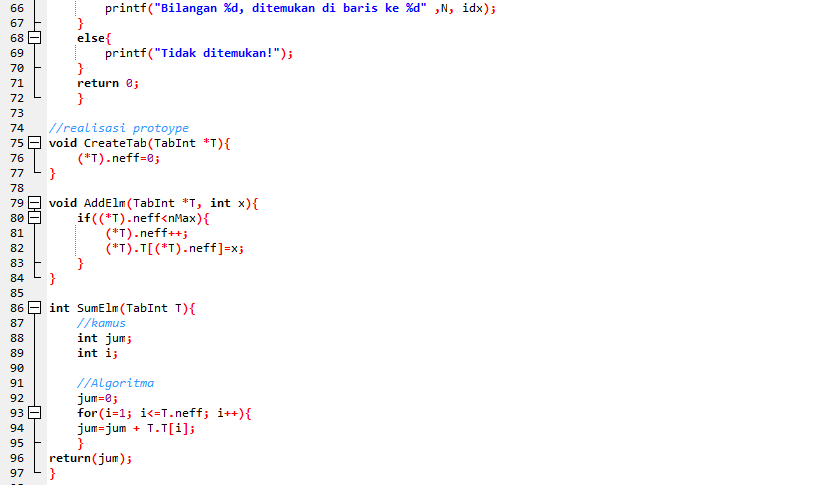 66 printf("Bilangan %d, ditemukan di baris ke %d" ,N, idx);
67 }
68 else{
69 printf("Tidak ditemukan!");
70 }
71 return 0;
72 }
73
74 //realisasi protoype
75 void CreateTab(TabInt *T){
76 (*T).neff=0;
77 }
78
79 void AddElm(TabInt *T, int x){
80 if((*T).neff<nMax){
81 (*T).neff++;
82 (*T).T[(*T).neff]=x;
83 }
84 }
85
86 int SumElm(TabInt T){
87 //kamus
88 int jum;
89 int i;
90
91 //Algoritma
92 jum=0;
93 for(i=1; i<=T.neff; i++){
94 jum=jum + T.T[i];
95 }
96 return(jum);
97 }